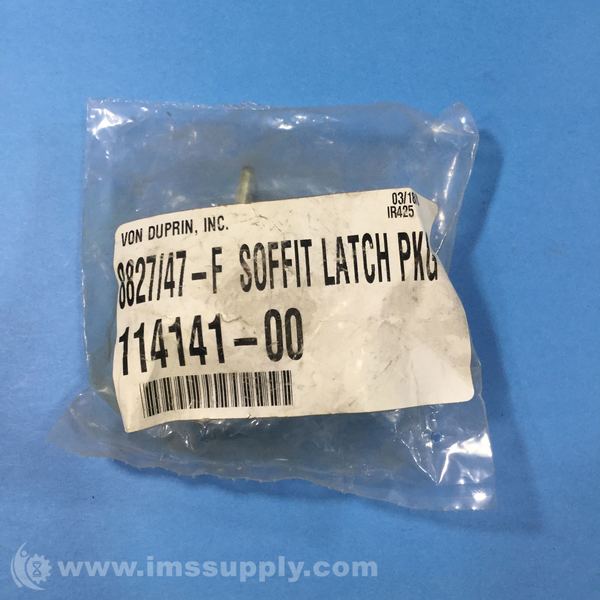 VON DUPRIN, INC.
03/18
IR425
8827/47-F SOFFIT LATCH PKG
114141-00
www.imssupply.com